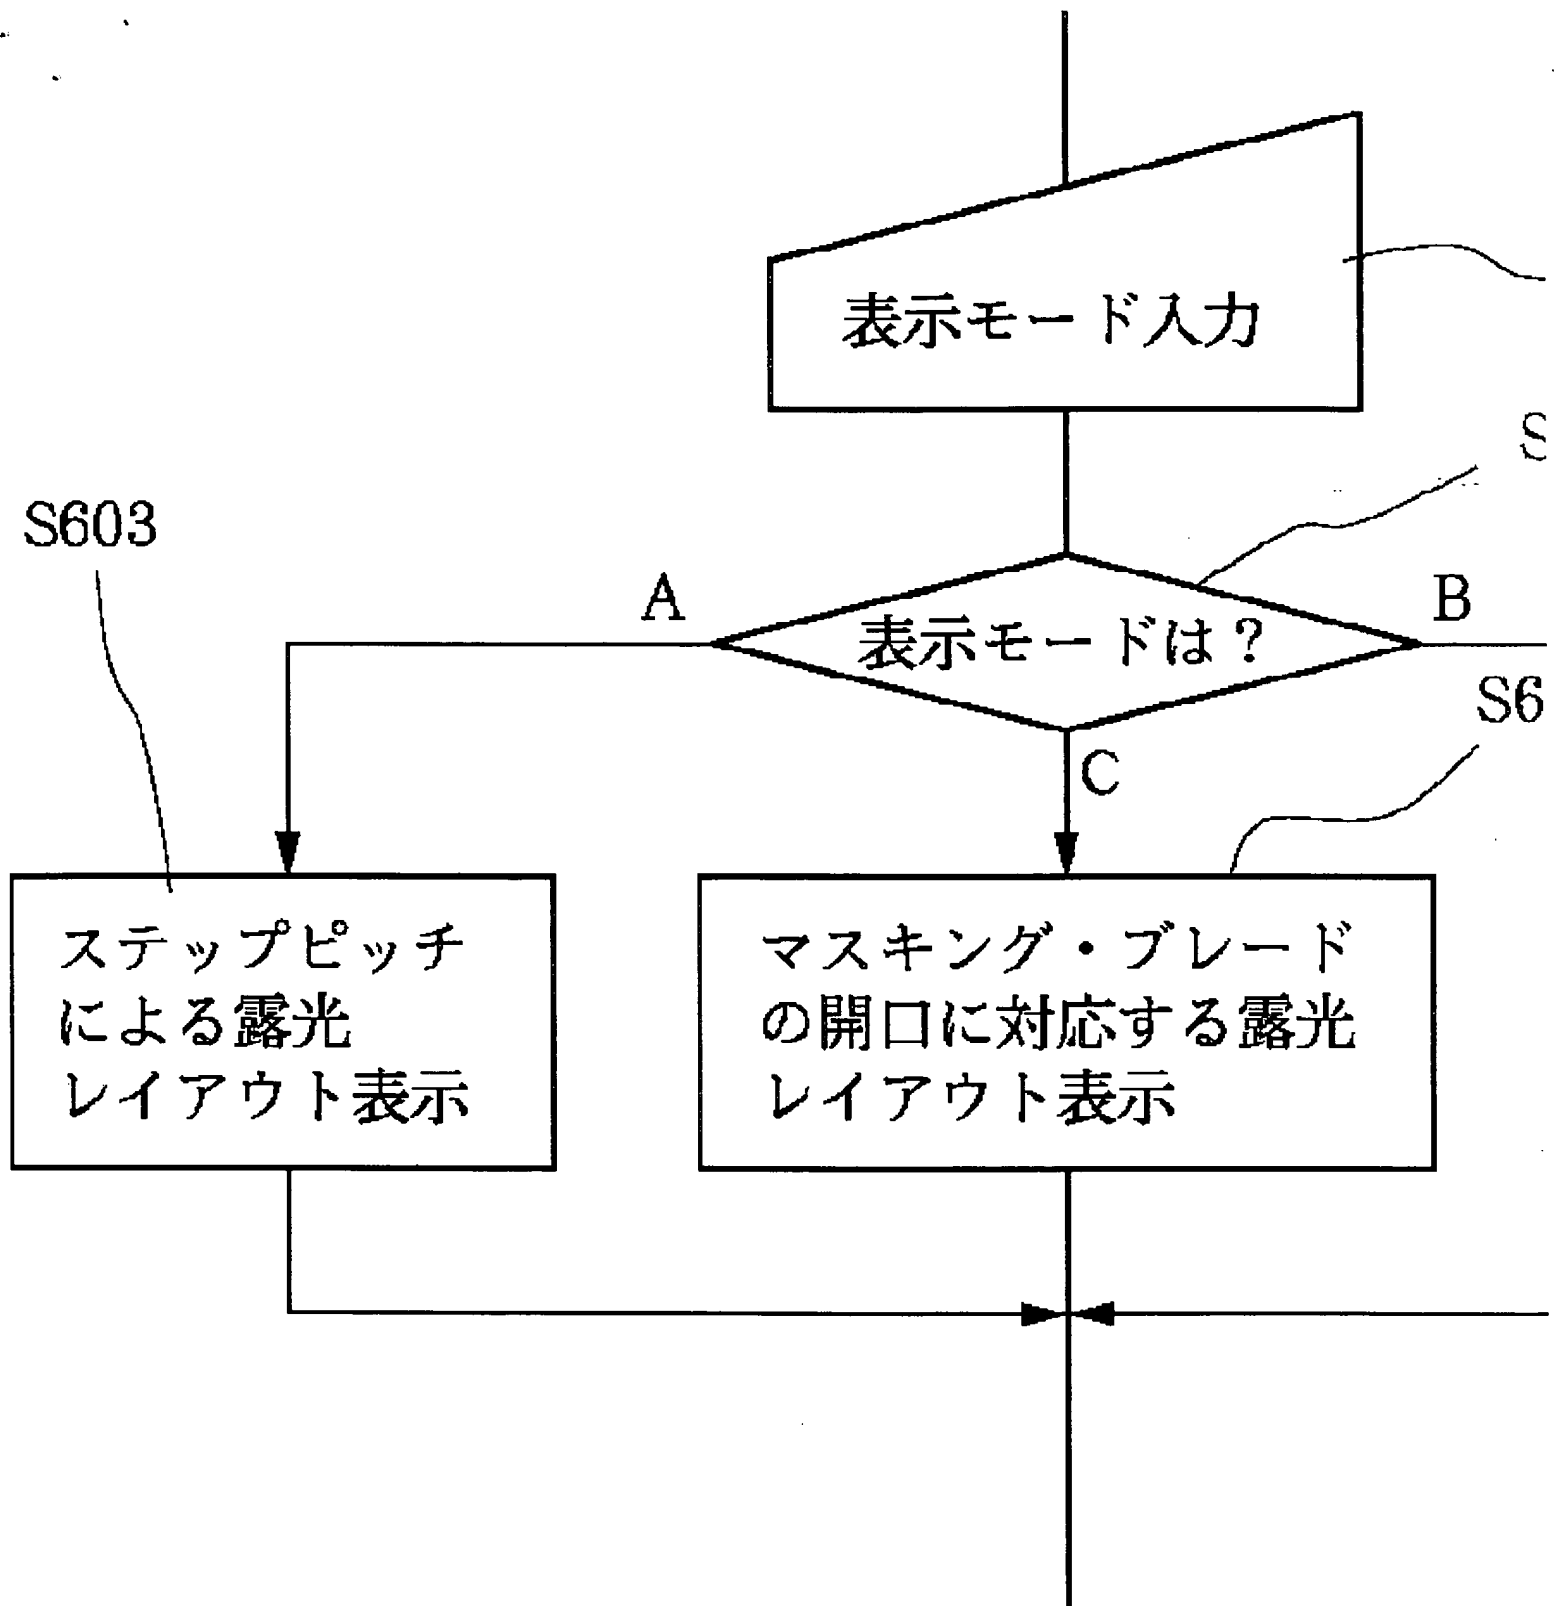 表示モード入力
S
S603
A
B
表示モードは？
S6
C
ステップピッチ
による露光
レイアウト表示
マスキング・ブレード
の開口に対応する露光
レイアウト表示